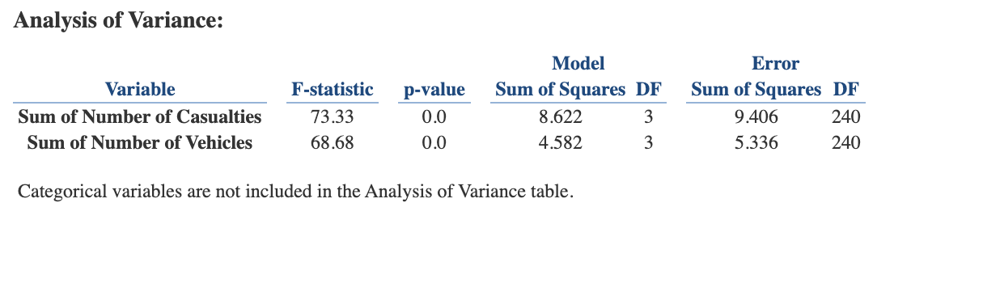 Analysis of Variance:
Model Error
Variable F-statistic p-value Sum of Squares DF Sum of Squares DF
Sum of Number of Casualties 73.33 0.0 8.622 3 9.406 240
Sum of Number of Vehicles 68.68 0.0 4.582 3 5.336 240
Categorical variables are not included in the Analysis of Variance table.